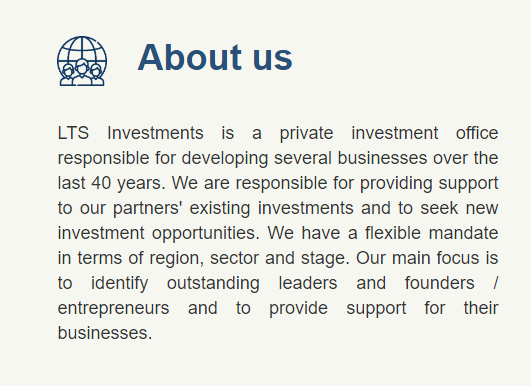 About us
LTS Investments is a private investment office
responsible for developing several businesses over the
last 40 years. We are responsible for providing support
to our partners' existing investments and to seek new
investment opportunities. We have a flexible mandate
in terms of region, sector and stage. Our main focus is
to identify outstanding leaders and founders /
entrepreneurs and to provide support for their
businesses.